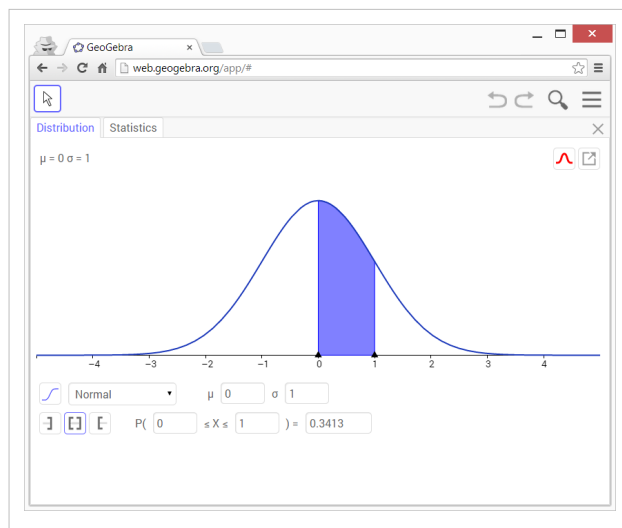 GeoGebra
web.geogebra.org/app/#
Distribution Statistics
μ = 0 σ = 1
−4 −3 −2 −1 0 1 2 3 4
Normal μ 0 σ 1
P( 0 ≤ X ≤ 1 ) = 0.3413